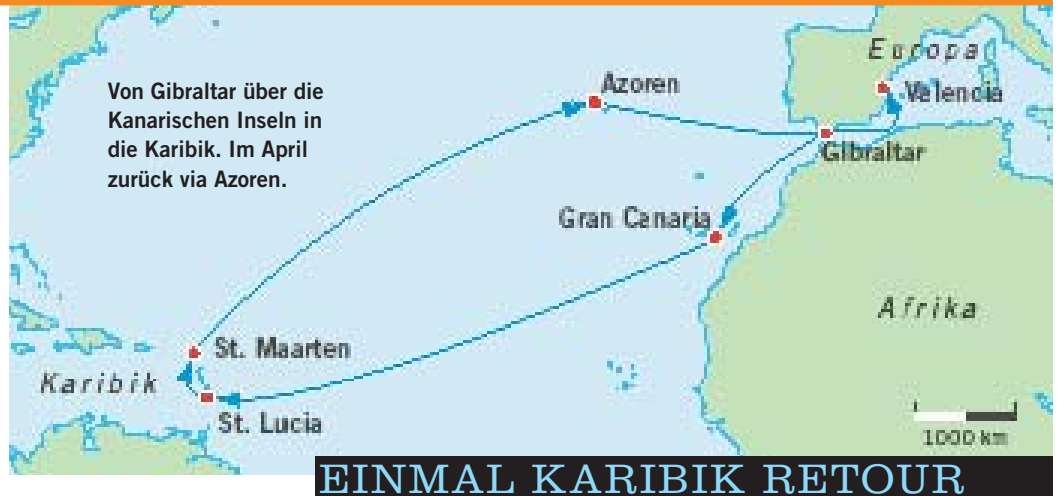 Von Gibraltar über die
Kanarischen Inseln in
die Karibik. Im April
zurück via Azoren.
Europa
Azoren
Valencia
Gibraltar
Gran Canaria
Afrika
St. Maarten
Karibik
St. Lucia
1000 km
EINMAL KARIBIK RETOUR